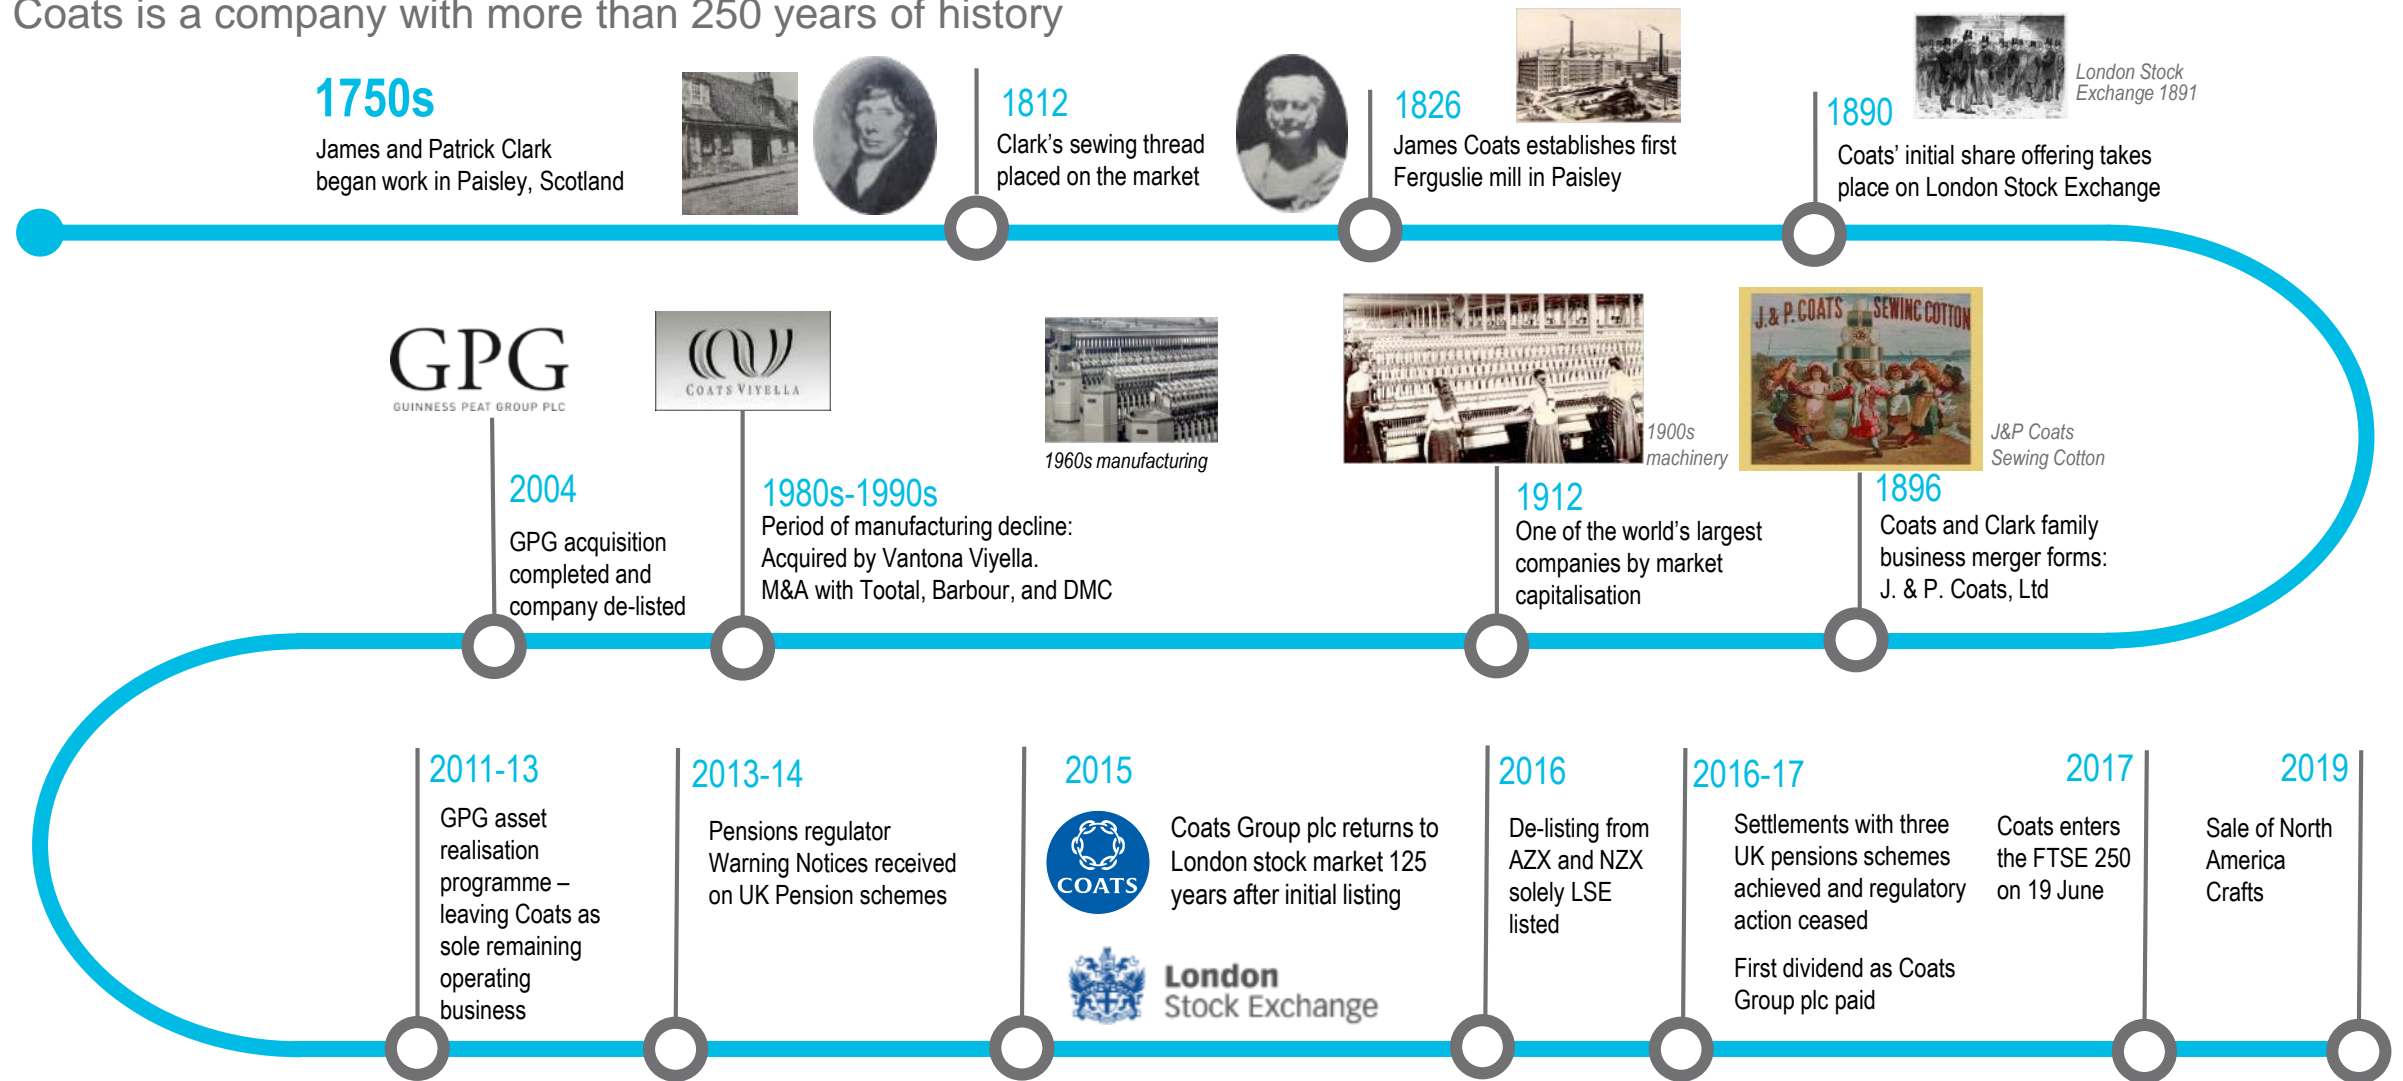 Coats is a company with more than 250 years of history
1750s
James and Patrick Clark
began work in Paisley, Scotland
1812
Clark's sewing thread
placed on the market
1826
James Coats establishes first
Ferguslie mill in Paisley
1890
London Stock
Exchange 1891
Coats' initial share offering takes
place on London Stock Exchange
J. & P. COATS SEWING COTTON
J&P Coats
Sewing Cotton
1896
Coats and Clark family
business merger forms:
J. & P. Coats, Ltd
1900s
machinery
1912
One of the world's largest
companies by market
capitalisation
1960s manufacturing
COATS VIYELLA
1980s-1990s
Period of manufacturing decline:
Acquired by Vantona Viyella.
M&A with Tootal, Barbour, and DMC
GPG
GUINNESS PEAT GROUP PLC
2004
GPG acquisition
completed and
company de-listed
2011-13
GPG asset
realisation
programme –
leaving Coats as
sole remaining
operating
business
2013-14
Pensions regulator
Warning Notices received
on UK Pension schemes
2015
COATS
Coats Group plc returns to
London stock market 125
years after initial listing
London
Stock Exchange
2016
De-listing from
AZX and NZX
solely LSE
listed
2016-17
Settlements with three
UK pensions schemes
achieved and regulatory
action ceased
First dividend as Coats
Group plc paid
2017
Coats enters
the FTSE 250
on 19 June
2019
Sale of North
America
Crafts